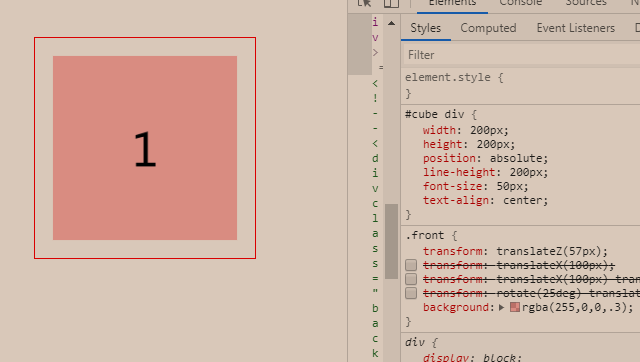 Elements
Console
Sources
Styles
Computed
Event Listeners
Filter
element.style {
}
#cube div {
width: 200px;
height: 200px;
position: absolute;
line-height: 200px;
font-size: 50px;
text-align: center;
}
.front {
transform: translateZ(57px);
transform: translateX(100px);
transform: translateX(100px) tran
transform: rotate(25deg) translat
background: rgba(255,0,0,.3);
}
div {
display: block;
1
i
v
>
=
<
!
-
-
<
d
i
v
c
l
a
s
s
=
"
b
a
c
k